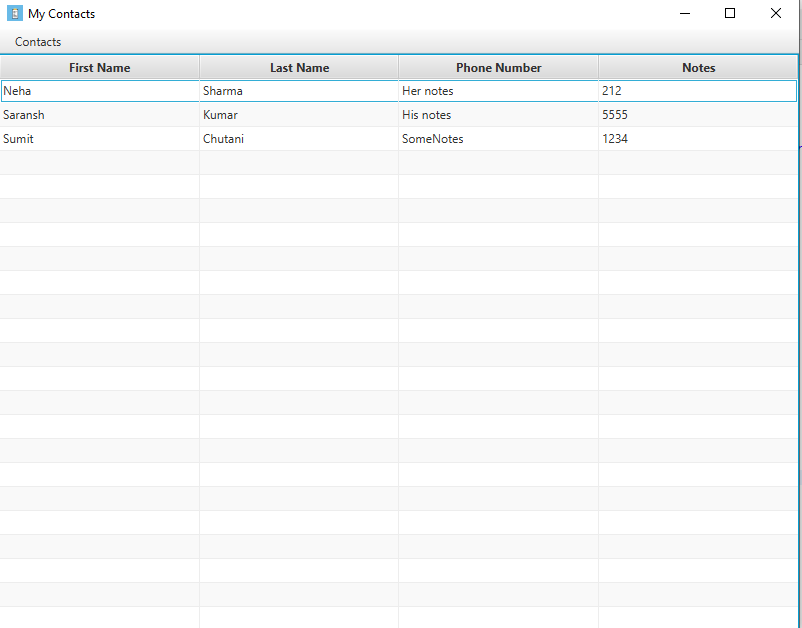 My Contacts
Contacts
First Name Last Name Phone Number Notes
Neha Sharma Her notes 212
Saransh Kumar His notes 5555
Sumit Chutani SomeNotes 1234